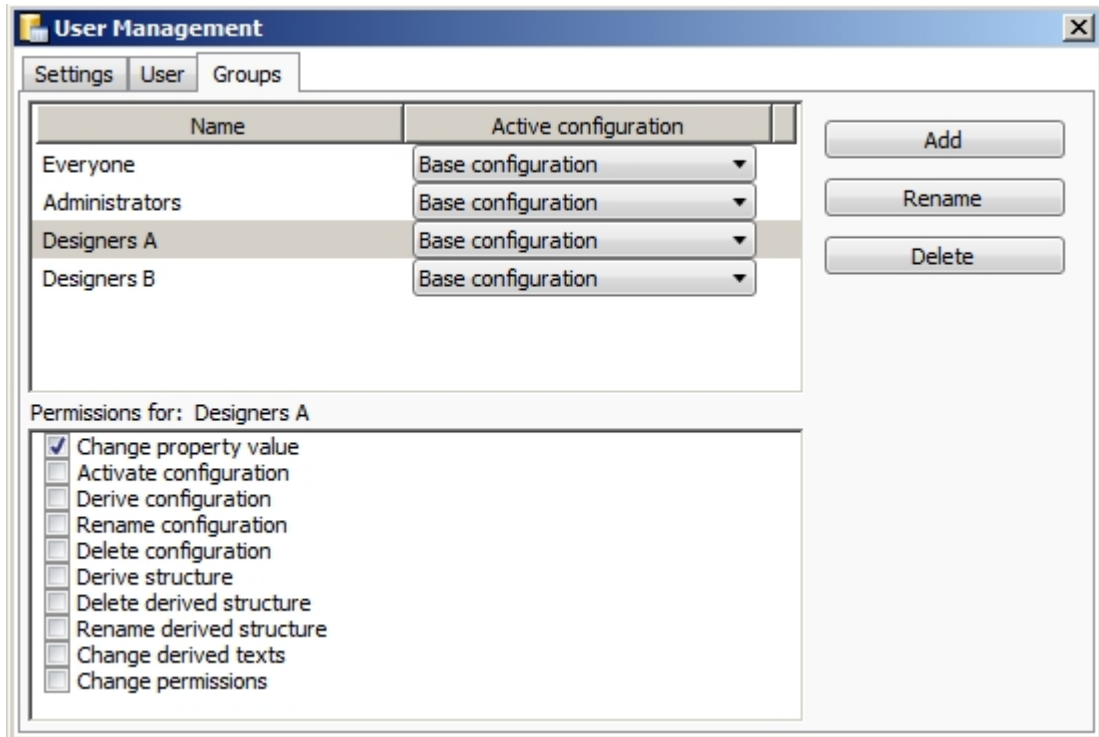 User Management
Settings User Groups
Name Active configuration
Everyone Base configuration
Administrators Base configuration
Designers A Base configuration
Designers B Base configuration
Add
Rename
Delete
Permissions for: Designers A
Change property value
Activate configuration
Derive configuration
Rename configuration
Delete configuration
Derive structure
Delete derived structure
Rename derived structure
Change derived texts
Change permissions